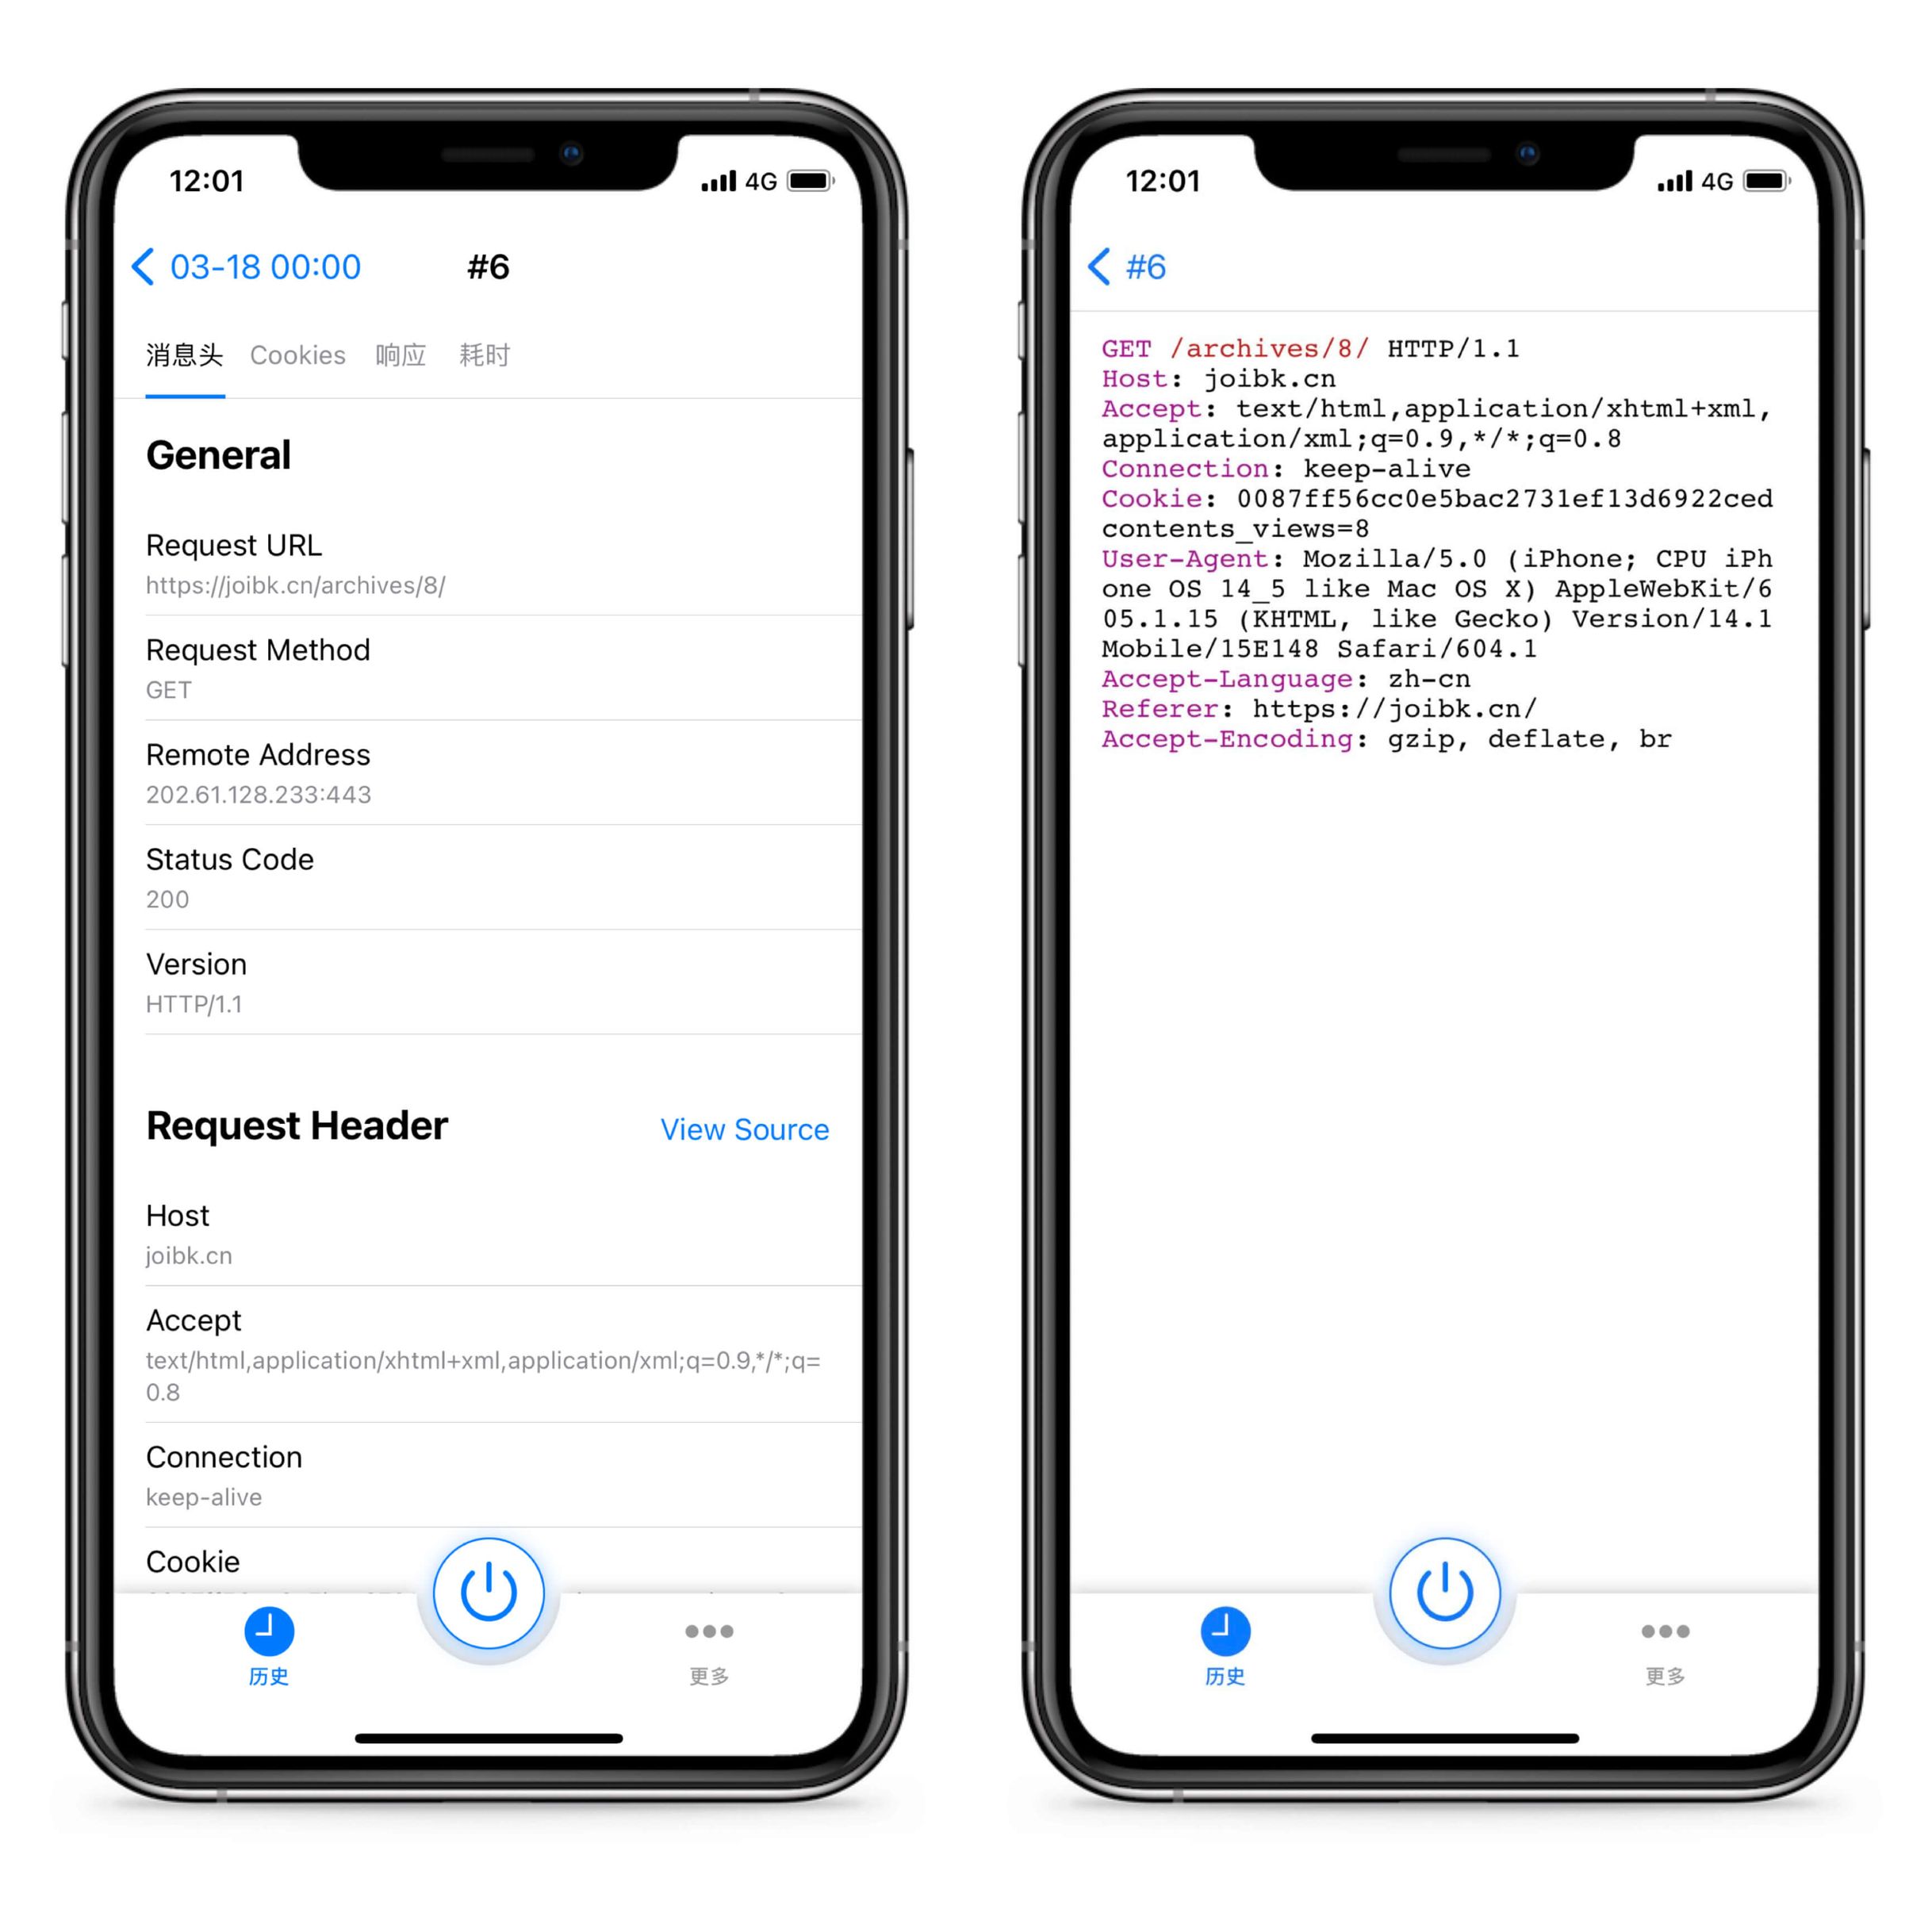 12:01
4G
03-18 00:00
#6
消息头 Cookies 响应 耗时
General
Request URL
https://joibk.cn/archives/8/
Request Method
GET
Remote Address
202.61.128.233:443
Status Code
200
Version
HTTP/1.1
Request Header
View Source
Host
joibk.cn
Accept
text/html,application/xhtml+xml,application/xml;q=0.9,*/*;q=
0.8
Connection
keep-alive
Cookie
历史
更多
12:01
4G
#6
GET /archives/8/ HTTP/1.1
Host: joibk.cn
Accept: text/html,application/xhtml+xml,
application/xml;q=0.9,*/*;q=0.8
Connection: keep-alive
Cookie: 0087ff56cc0e5bac2731ef13d6922ced
contents_views=8
User-Agent: Mozilla/5.0 (iPhone; CPU iPh
one OS 14_5 like Mac OS X) AppleWebKit/6
05.1.15 (KHTML, like Gecko) Version/14.1
Mobile/15E148 Safari/604.1
Accept-Language: zh-cn
Referer: https://joibk.cn/
Accept-Encoding: gzip, deflate, br
历史
更多